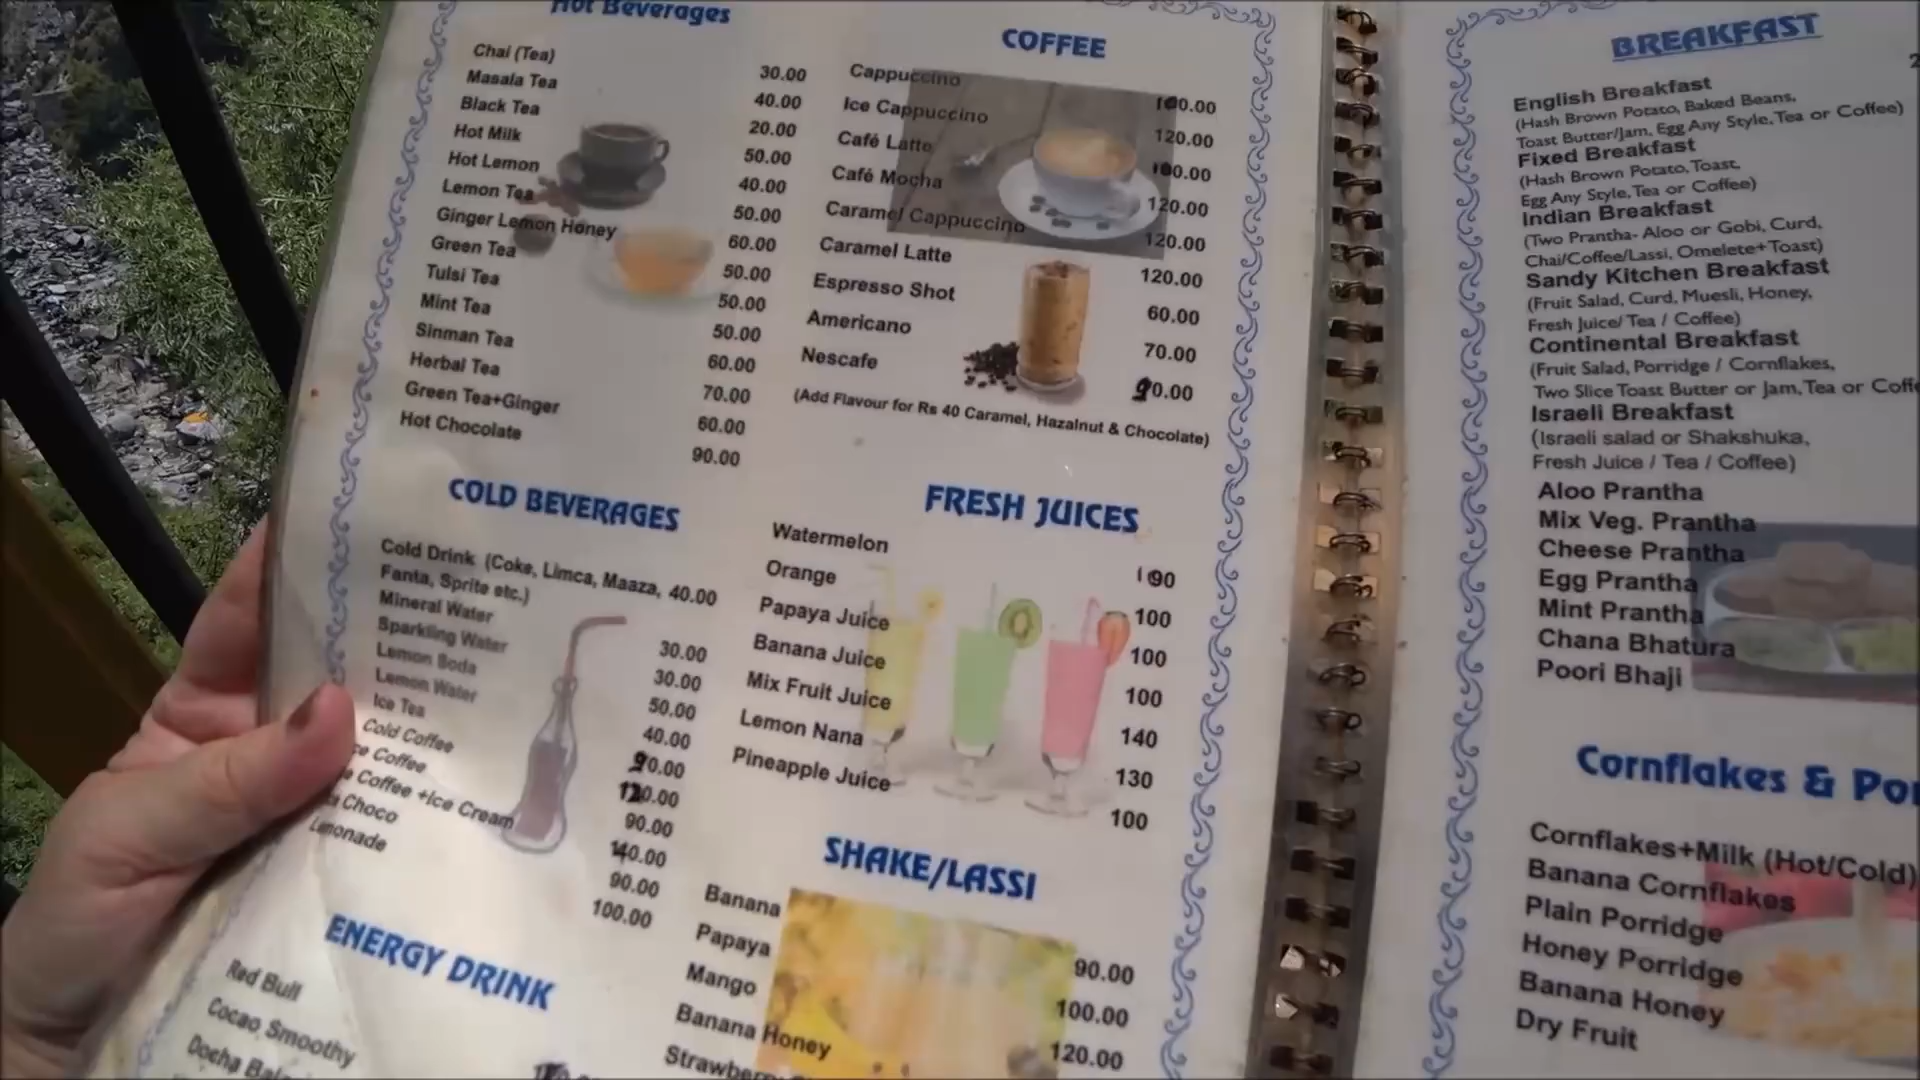 Hot Beverages
Chai (Tea) 30.00
Masala Tea 40.00
Black Tea 20.00
Hot Milk 50.00
Hot Lemon 40.00
Lemon Tea 50.00
Ginger Lemon Honey 60.00
Green Tea 50.00
Tulsi Tea 50.00
Mint Tea 50.00
Sinman Tea 60.00
Herbal Tea 70.00
Green Tea+Ginger 60.00
Hot Chocolate 90.00
COLD BEVERAGES
Cold Drink (Coke, Limca, Maaza, 40.00
Fanta, Sprite etc.)
Mineral Water 30.00
Sparkling Water 30.00
Lemon Soda 50.00
Lemon Water 40.00
Ice Tea 90.00
Cold Coffee 120.00
Coffee 90.00
Coffee +Ice Cream 140.00
Choco 90.00
Lemonade 100.00
ENERGY DRINK
Red Bull
Cocao Smoothy
Docha
COFFEE
Cappuccino 100.00
Ice Cappuccino 120.00
Café Latte 100.00
Café Mocha 120.00
Caramel Cappuccino 120.00
Caramel Latte 120.00
Espresso Shot 60.00
Americano 70.00
Nescafe 90.00
(Add Flavour for Rs 40 Caramel, Hazalnut & Chocolate)
FRESH JUICES
Watermelon
Orange 100
Papaya Juice 100
Banana Juice 100
Mix Fruit Juice 140
Lemon Nana 130
Pineapple Juice 100
SHAKE/LASSI
Banana 90.00
Papaya 100.00
Mango 120.00
Banana Honey
BREAKFAST
English Breakfast
(Hash Brown Potato, Baked Beans,
Toast Butter/Jam, Egg Any Style, Tea or Coffee)
Fixed Breakfast
(Hash Brown Potato, Toast,
Egg Any Style, Tea or Coffee)
Indian Breakfast
(Two Prantha- Aloo or Gobi, Curd,
Chai/Coffee/Lassi, Omelete+Toast)
Sandy Kitchen Breakfast
(Fruit Salad, Curd, Muesli, Honey,
Fresh Juice/ Tea / Coffee)
Continental Breakfast
(Fruit Salad, Porridge / Cornflakes,
Two Slice Toast Butter or Jam, Tea or Coffe
Israeli Breakfast
(Israeli salad or Shakshuka,
Fresh Juice / Tea / Coffee)
Aloo Prantha
Mix Veg. Prantha
Cheese Prantha
Egg Prantha
Mint Prantha
Chana Bhatura
Poori Bhaji
Cornflakes & Por
Cornflakes+Milk (Hot/Cold)
Banana Cornflakes
Plain Porridge
Honey Porridge
Banana Honey
Dry Fruit